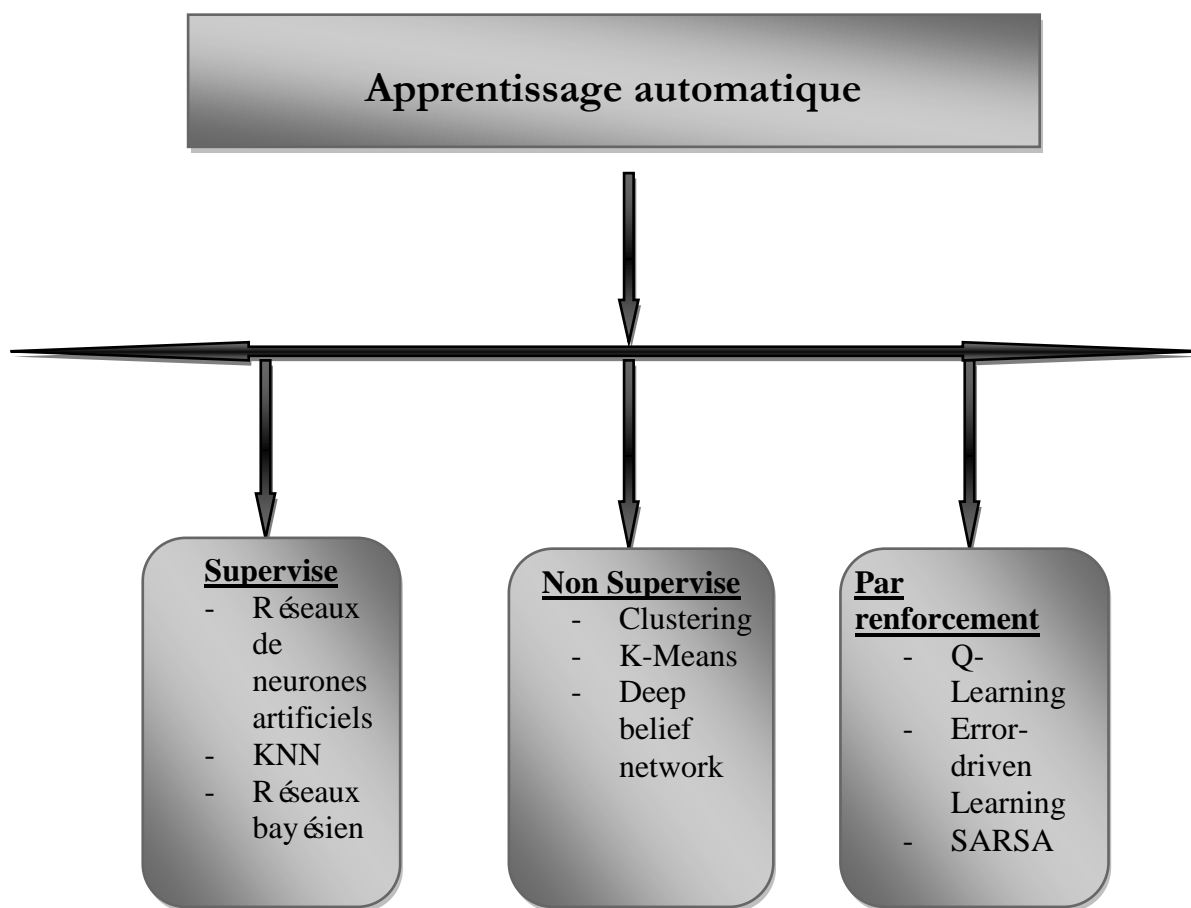 Apprentissage automatique
Supervise
- Réseaux
de
neurones
artificiels
- KNN
- Réseaux
bayésien
Non Supervise
- Clustering
- K-Means
- Deep
belief
network
Par
renforcement
- Q-
Learning
- Error-
driven
Learning
- SARSA